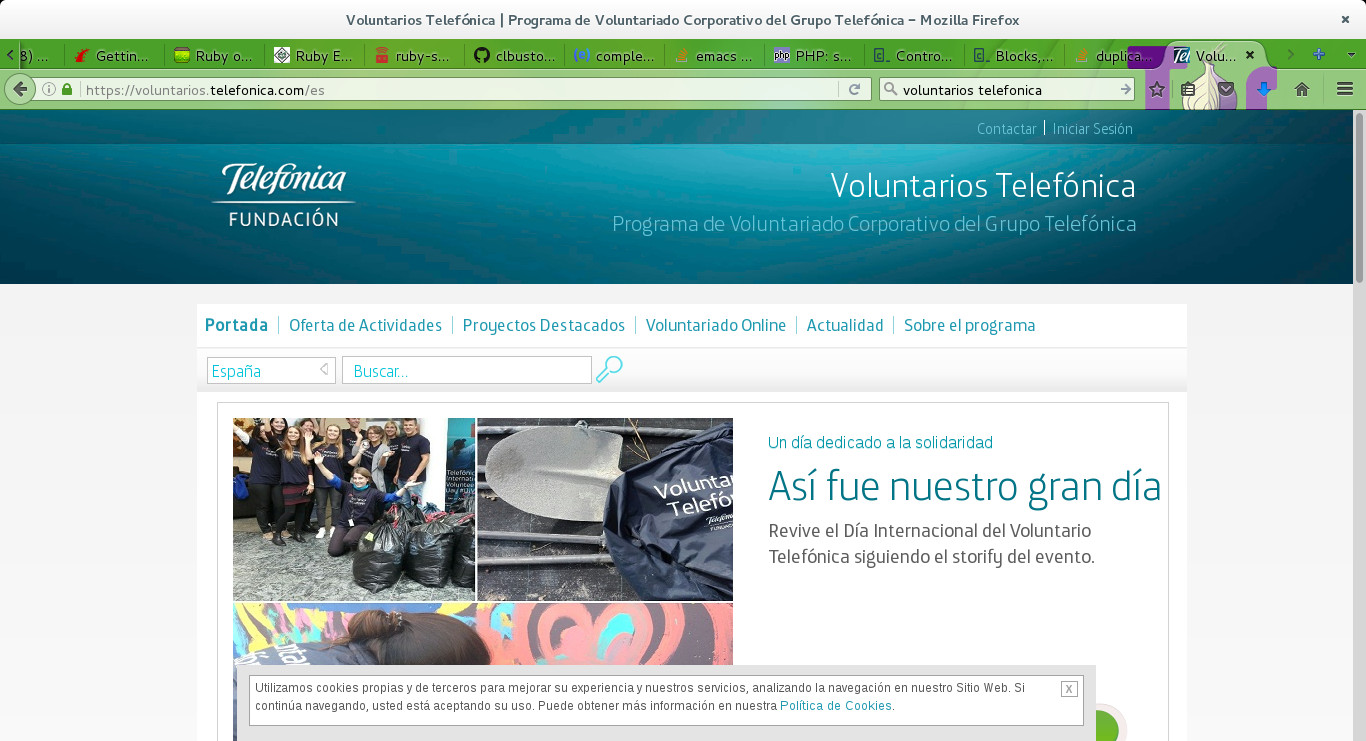 Voluntarios Telefónica | Programa de Voluntariado Corporativo del Grupo Telefónica – Mozilla Firefox
8) ... Gettin... Ruby o... Ruby E... ruby-s... clbusto... comple... emacs ... PHP: s... Contro... Blocks,... duplica... Volu...
https://voluntarios.telefonica.com/es
voluntarios telefonica
Contactar | Iniciar Sesión
Telefónica
FUNDACIÓN
Voluntarios Telefónica
Programa de Voluntariado Corporativo del Grupo Telefónica
Portada | Oferta de Actividades | Proyectos Destacados | Voluntariado Online | Actualidad | Sobre el programa
España
Buscar...
Telefónic
Internation
Volunteer
Voluntar
Telefó
Telefónica
Un día dedicado a la solidaridad
Así fue nuestro gran día
Revive el Día Internacional del Voluntario
Telefónica siguiendo el storify del evento.
Utilizamos cookies propias y de terceros para mejorar su experiencia y nuestros servicios, analizando la navegación en nuestro Sitio Web. Si
continúa navegando, usted está aceptando su uso. Puede obtener más información en nuestra Política de Cookies.
X